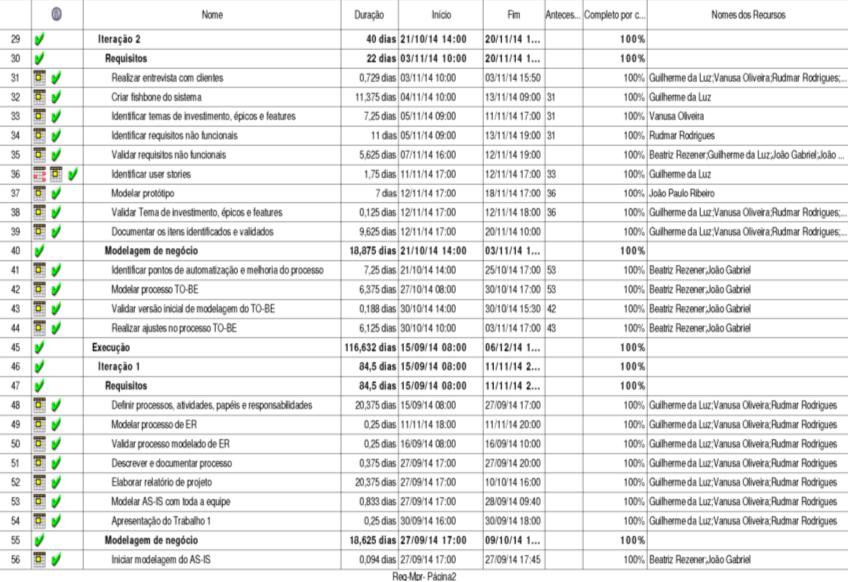 Nome Duração Início Fim Anteces... Completo por c... Nomes dos Recursos
29 Iteração 2 40 dias 21/10/14 14:00 20/11/14 1... 100%
30 Requisitos 22 dias 03/11/14 10:00 20/11/14 1... 100%
31 Realizar entrevista com clientes 0,729 dias 03/11/14 10:00 03/11/14 15:50 100% Guilherme da Luz;Vanusa Oliveira;Rudmar Rodrigues;...
32 Criar fishbone do sistema 11,375 dias 04/11/14 10:00 13/11/14 09:00 31 100% Guilherme da Luz
33 Identificar temas de investimento, épicos e features 7,25 dias 05/11/14 09:00 11/11/14 17:00 31 100% Vanusa Oliveira
34 Identificar requisitos não funcionais 11 dias 05/11/14 09:00 13/11/14 19:00 31 100% Rudmar Rodrigues
35 Validar requisitos não funcionais 5,625 dias 07/11/14 16:00 12/11/14 19:00 100% Beatriz Rezener;Guilherme da Luz;João Gabriel;João ...
36 Identificar user stories 1,75 dias 11/11/14 17:00 12/11/14 17:00 33 100% Guilherme da Luz
37 Modelar protótipo 7 dias 12/11/14 17:00 18/11/14 17:00 36 100% João Paulo Ribeiro
38 Validar Tema de investimento, épicos e features 0,125 dias 12/11/14 17:00 12/11/14 18:00 36 100% Guilherme da Luz;Vanusa Oliveira;Rudmar Rodrigues;...
39 Documentar os itens identificados e validados 9,625 dias 12/11/14 17:00 20/11/14 10:00 100% Guilherme da Luz;Vanusa Oliveira;Rudmar Rodrigues;...
40 Modelagem de negócio 18,875 dias 21/10/14 14:00 03/11/14 1... 100%
41 Identificar pontos de automatização e melhoria do processo 7,25 dias 21/10/14 14:00 25/10/14 17:00 53 100% Beatriz Rezener;João Gabriel
42 Modelar processo TO-BE 6,375 dias 27/10/14 08:00 30/10/14 17:00 53 100% Beatriz Rezener;João Gabriel
43 Validar versão inicial de modelagem do TO-BE 0,188 dias 30/10/14 14:00 30/10/14 15:30 42 100% Beatriz Rezener;João Gabriel
44 Realizar ajustes no processo TO-BE 6,125 dias 30/10/14 10:00 03/11/14 17:00 43 100% Beatriz Rezener;João Gabriel
45 Execução 116,632 dias 15/09/14 08:00 06/12/14 1... 100%
46 Iteração 1 84,5 dias 15/09/14 08:00 11/11/14 2... 100%
47 Requisitos 84,5 dias 15/09/14 08:00 11/11/14 2... 100%
48 Definir processos, atividades, papéis e responsabilidades 20,375 dias 15/09/14 08:00 27/09/14 17:00 100% Guilherme da Luz;Vanusa Oliveira;Rudmar Rodrigues
49 Modelar processo de ER 0,25 dias 11/11/14 18:00 11/11/14 20:00 100% Guilherme da Luz;Vanusa Oliveira;Rudmar Rodrigues
50 Validar processo modelado de ER 0,25 dias 16/09/14 08:00 16/09/14 10:00 100% Guilherme da Luz;Vanusa Oliveira;Rudmar Rodrigues
51 Descrever e documentar processo 0,375 dias 27/09/14 17:00 27/09/14 20:00 100% Guilherme da Luz;Vanusa Oliveira;Rudmar Rodrigues
52 Elaborar relatório de projeto 20,375 dias 27/09/14 17:00 10/10/14 16:00 100% Guilherme da Luz;Vanusa Oliveira;Rudmar Rodrigues
53 Modelar AS-IS com toda a equipe 0,833 dias 27/09/14 17:00 28/09/14 09:40 100% Guilherme da Luz;Vanusa Oliveira;Rudmar Rodrigues
54 Apresentação do Trabalho 1 0,25 dias 30/09/14 16:00 30/09/14 18:00 100% Guilherme da Luz;Vanusa Oliveira;Rudmar Rodrigues
55 Modelagem de negócio 18,625 dias 27/09/14 17:00 09/10/14 1... 100%
56 Iniciar modelagem do AS-IS 0,094 dias 27/09/14 17:00 27/09/14 17:45 100% Beatriz Rezener;João Gabriel
Req-Mpr- Página2